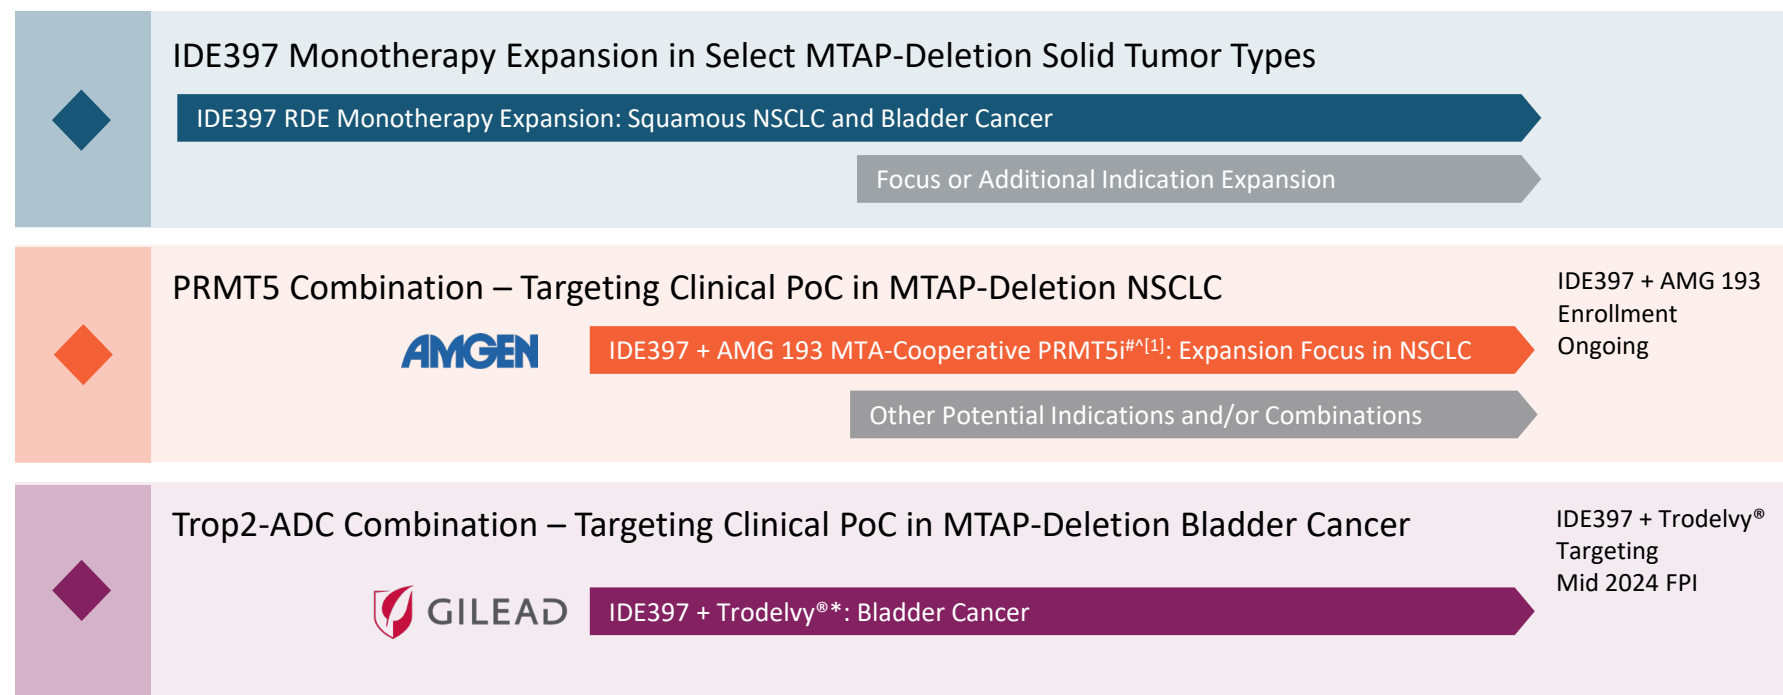 IDE397 Monotherapy Expansion in Select MTAP-Deletion Solid Tumor Types
IDE397 RDE Monotherapy Expansion: Squamous NSCLC and Bladder Cancer
Focus or Additional Indication Expansion
PRMT5 Combination – Targeting Clinical PoC in MTAP-Deletion NSCLC
AMGEN
IDE397 + AMG 193 MTA-Cooperative PRMT5i#^[1]: Expansion Focus in NSCLC
Other Potential Indications and/or Combinations
IDE397 + AMG 193
Enrollment
Ongoing
Trop2-ADC Combination – Targeting Clinical PoC in MTAP-Deletion Bladder Cancer
GILEAD
IDE397 + Trodelvy®*: Bladder Cancer
IDE397 + Trodelvy®
Targeting
Mid 2024 FPI